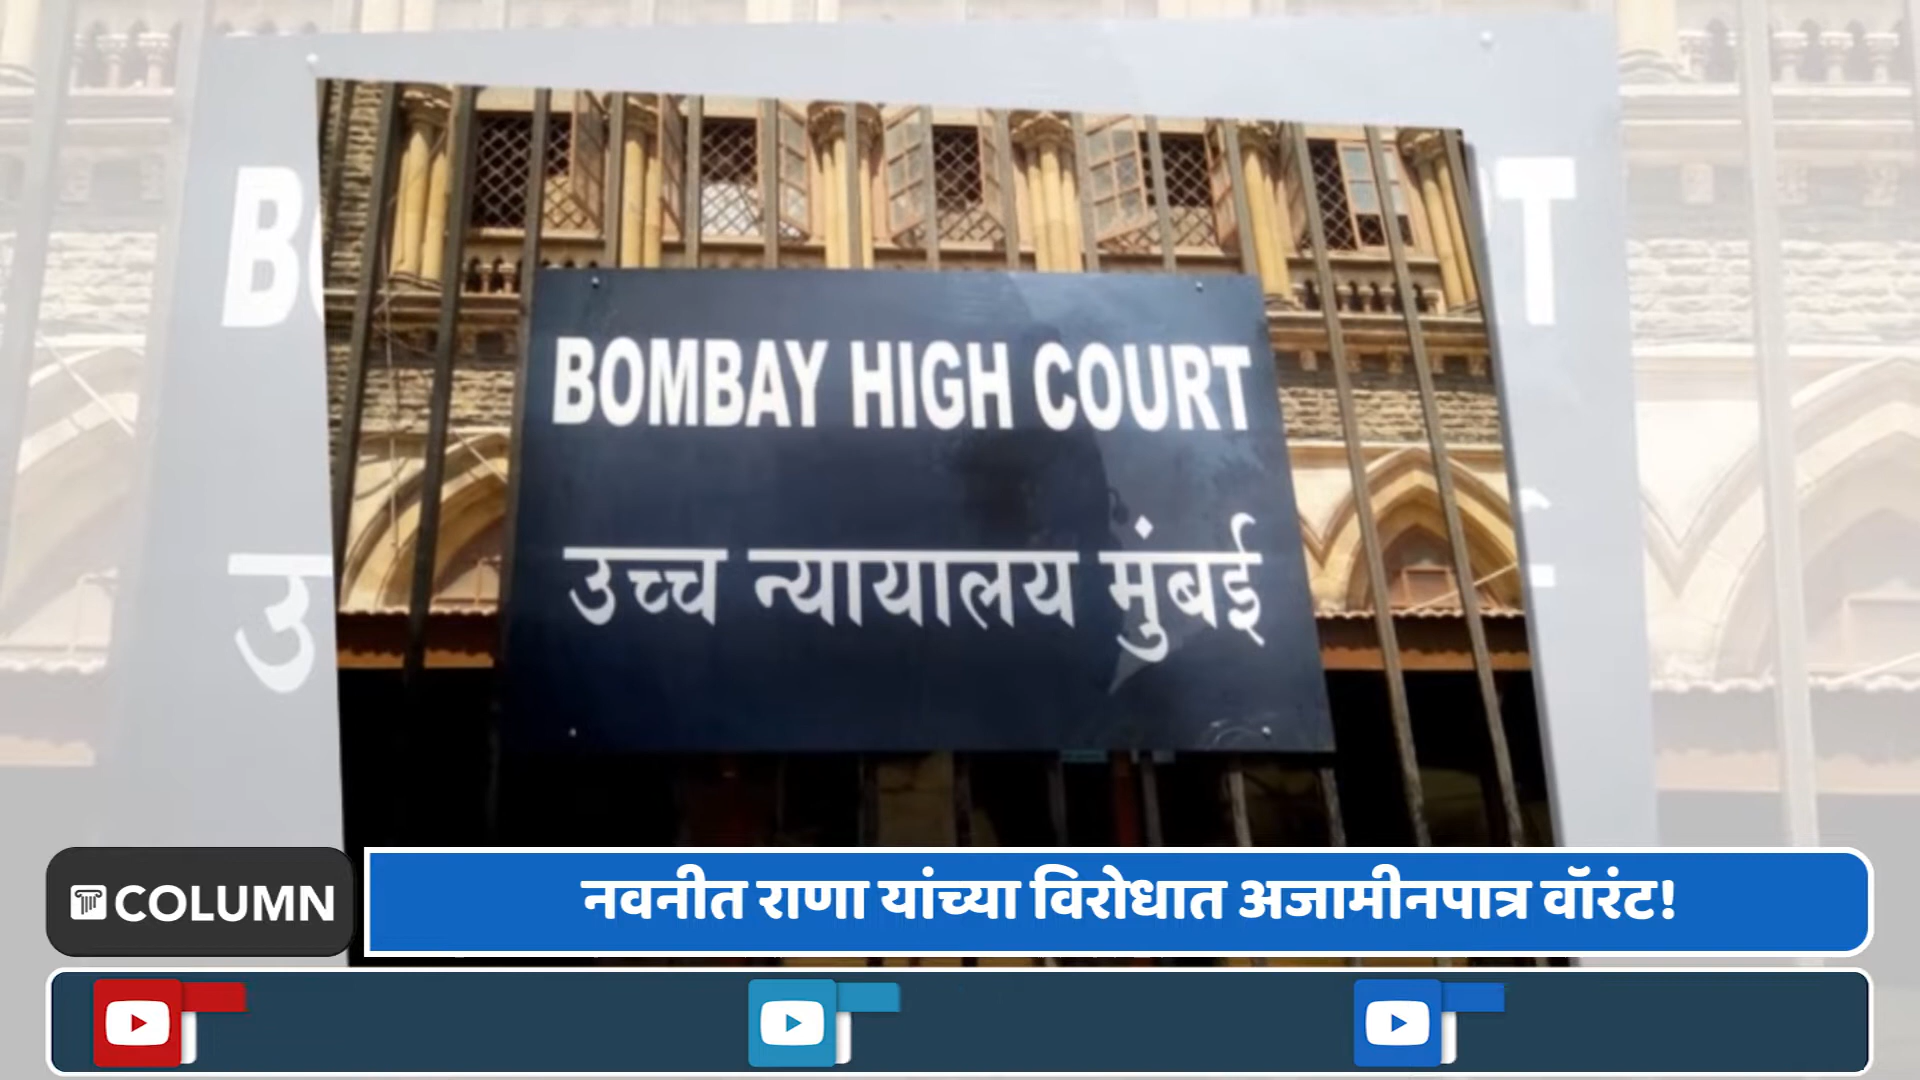 BOMBAY HIGH COURT
उच्च न्यायालय मुंबई
COLUMN
नवनीत राणा यांच्या विरोधात अजामीनपात्र वॉरंट!